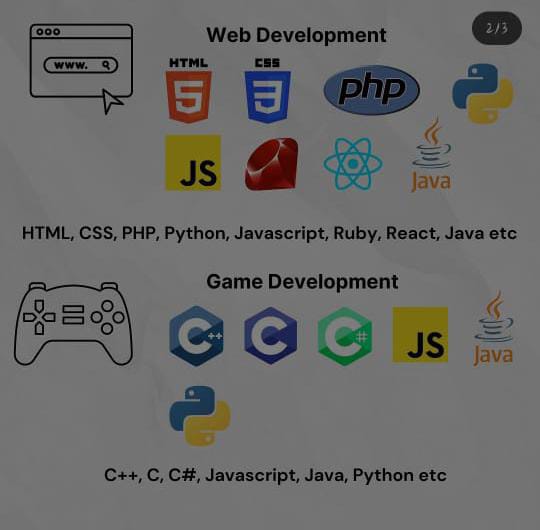 2/3
Web Development
www.
HTML
CSS
5
3
php
JS
Java
HTML, CSS, PHP, Python, Javascript, Ruby, React, Java etc
Game Development
C++
C
C#
JS
Java
C++, C, C#, Javascript, Java, Python etc